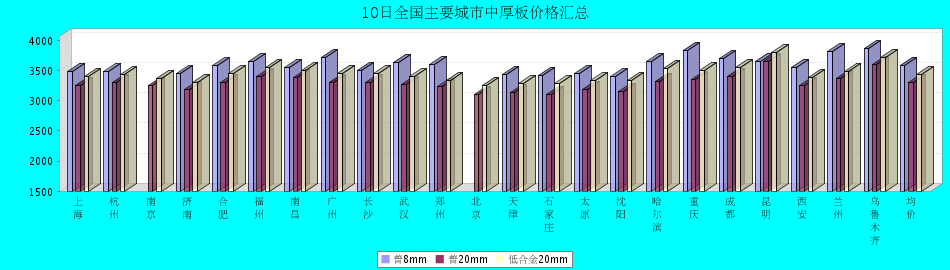 10日全国主要城市中厚板价格汇总
4000
3500
3000
2500
2000
1500
上海
杭州
南京
济南
合肥
福州
南昌
广州
长沙
武汉
郑州
北京
天津
石家庄
太原
沈阳
哈尔滨
重庆
成都
昆明
西安
兰州
乌鲁木齐
均价
普8mm 普20mm 低合金20mm